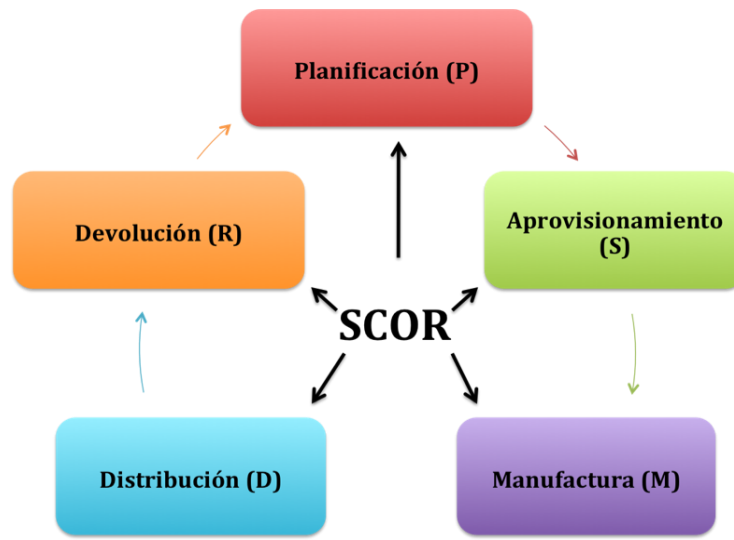 Planificación (P)
Devolución (R)
Aprovisionamiento
(S)
SCOR
Distribución (D)
Manufactura (M)